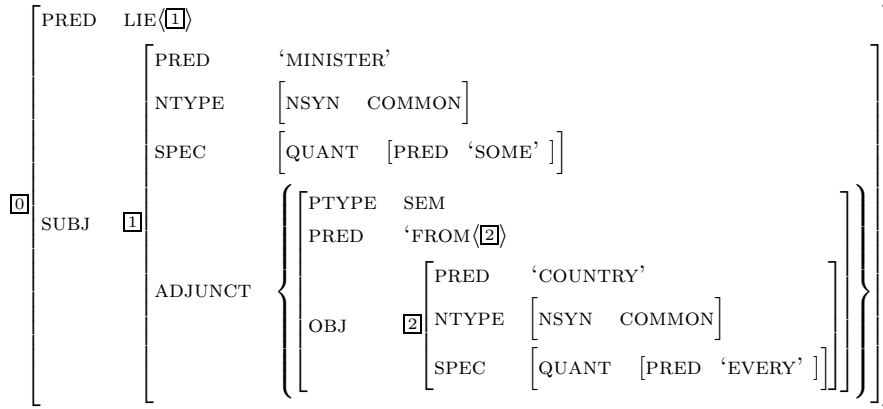 PRED LIE⟨1⟩
PRED ‘MINISTER’
NTYPE [NSYN COMMON]
SPEC [QUANT [PRED ‘SOME’ ]]
0 SUBJ 1
PTYPE SEM
PRED ‘FROM⟨2⟩
ADJUNCT
PRED ‘COUNTRY’
OBJ 2 NTYPE [NSYN COMMON]
SPEC [QUANT [PRED ‘EVERY’ ]]